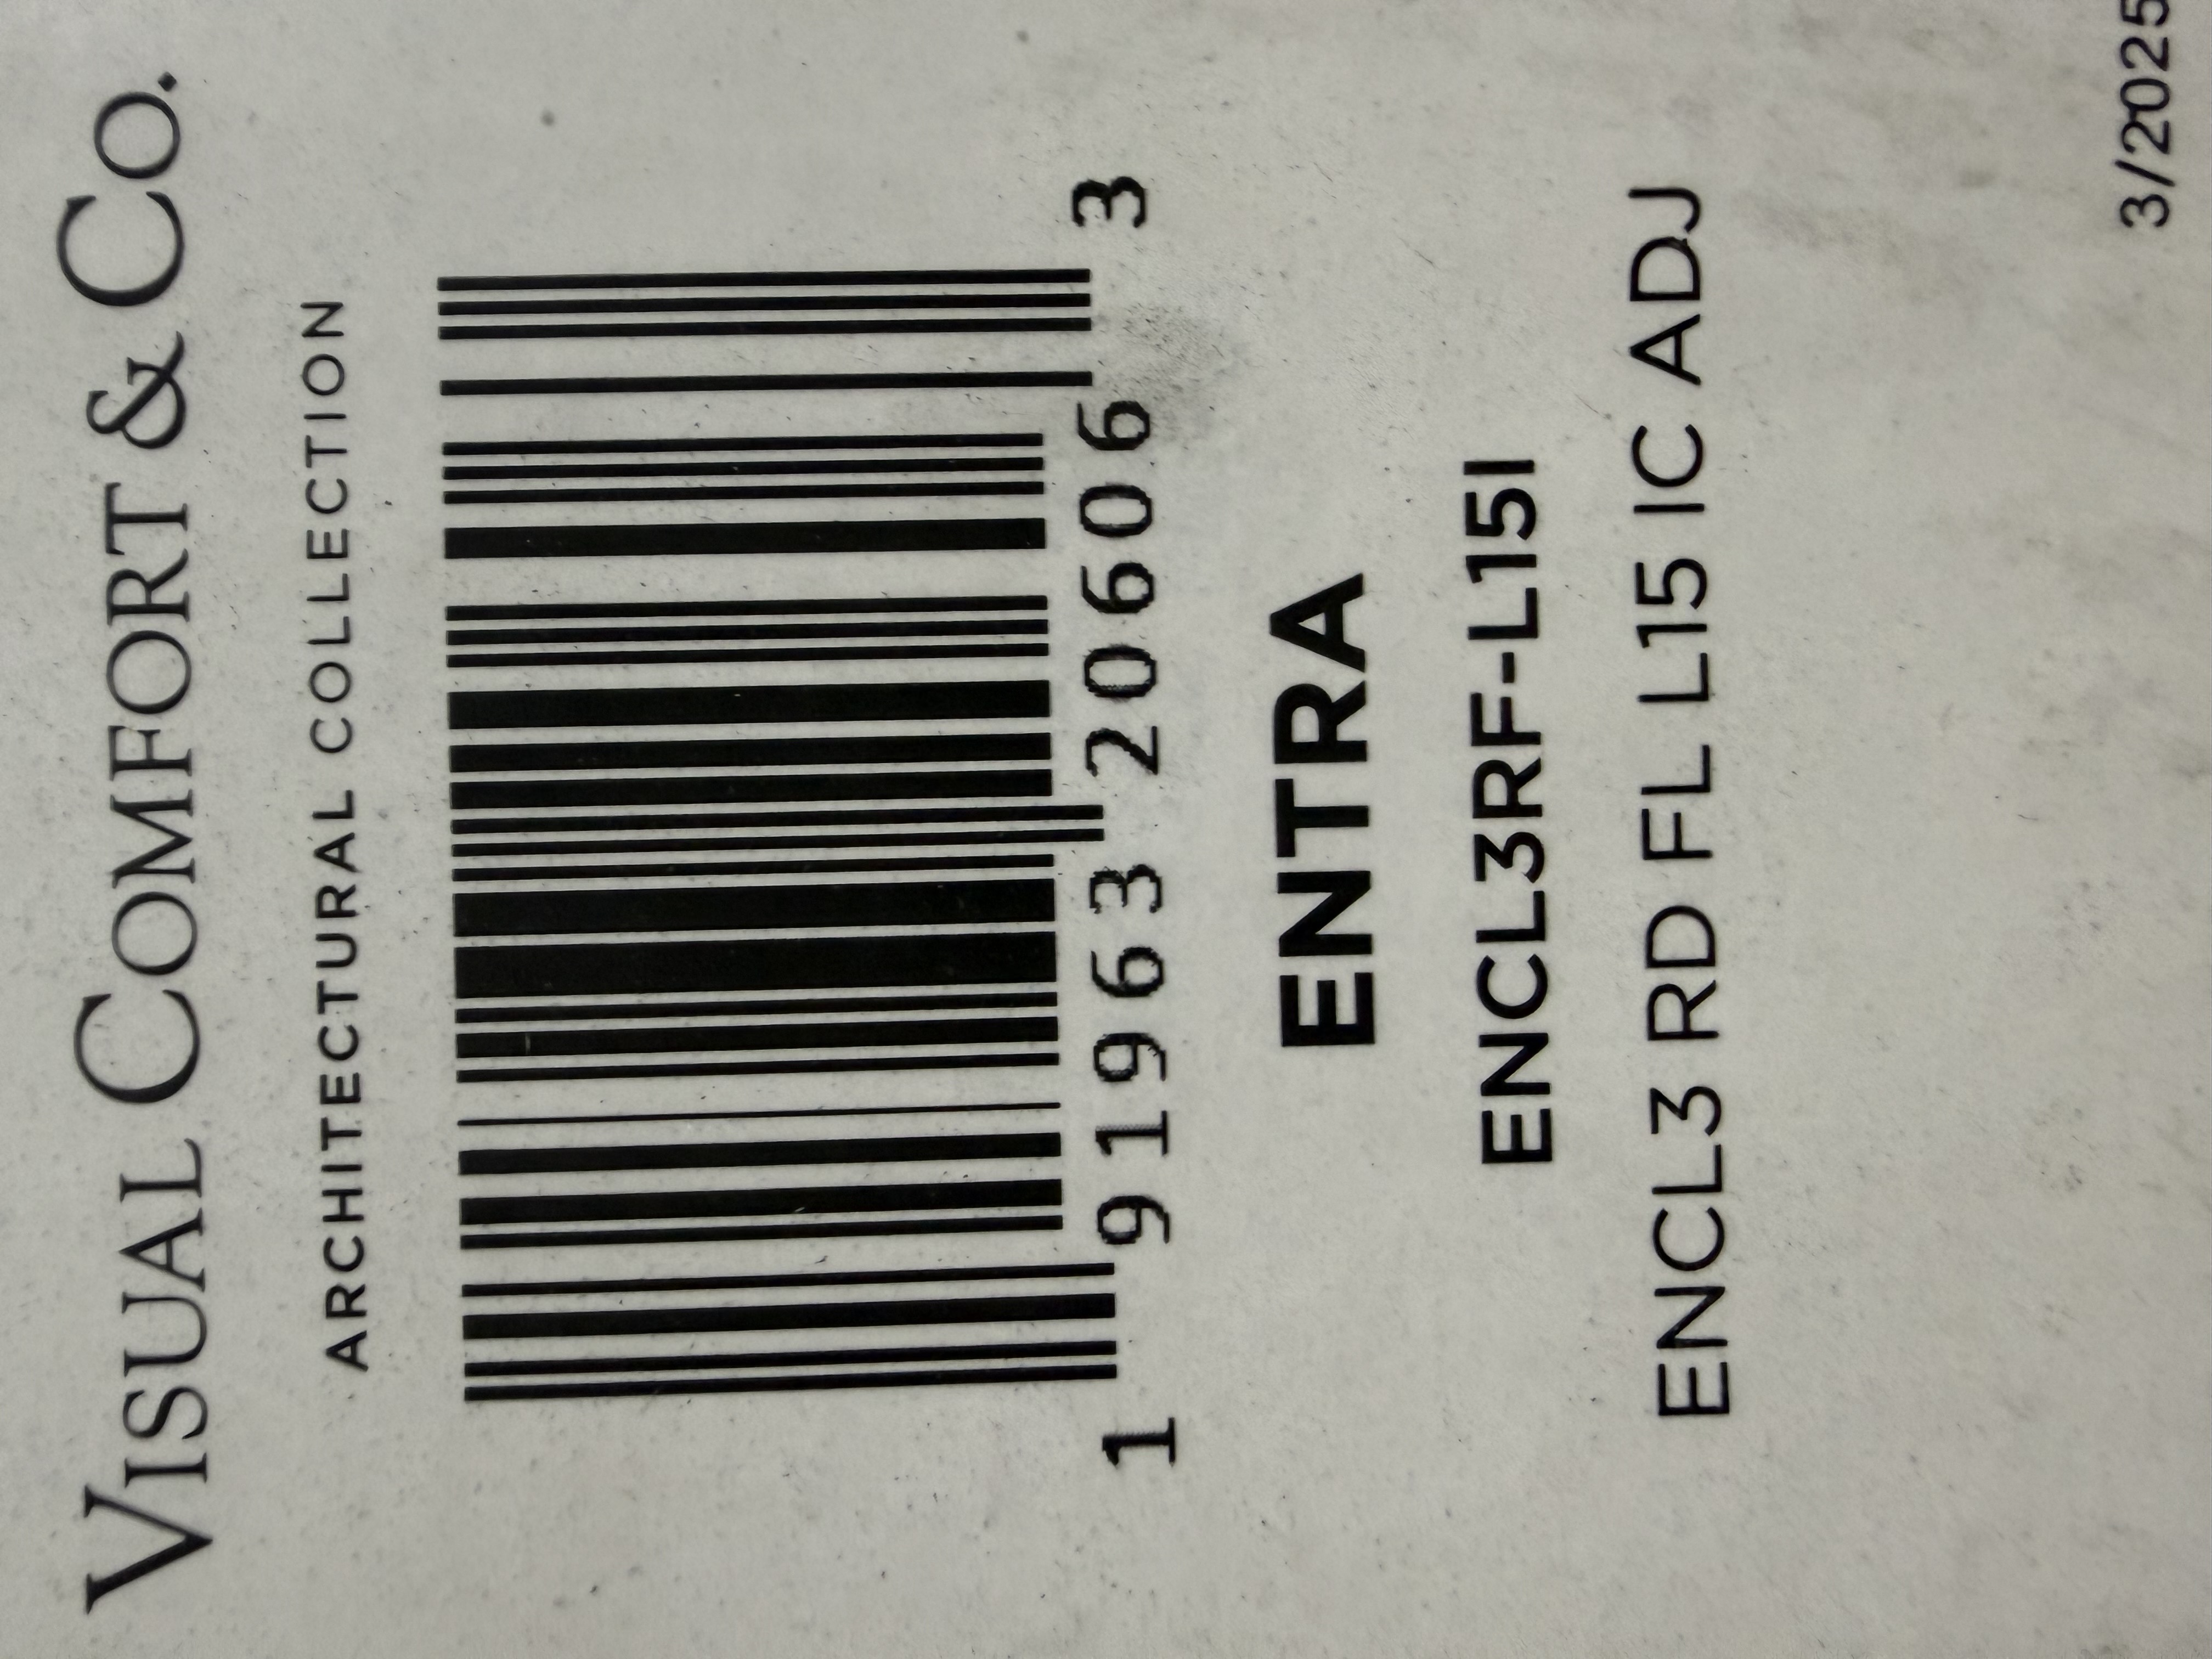 VISUAL COMFORT & CO.
ARCHITECTURAL COLLECTION
1 91963 20606 3
ENTRA
ENCL3RF-L15I
ENCL3 RD FL L15 IC ADJ
3/2025